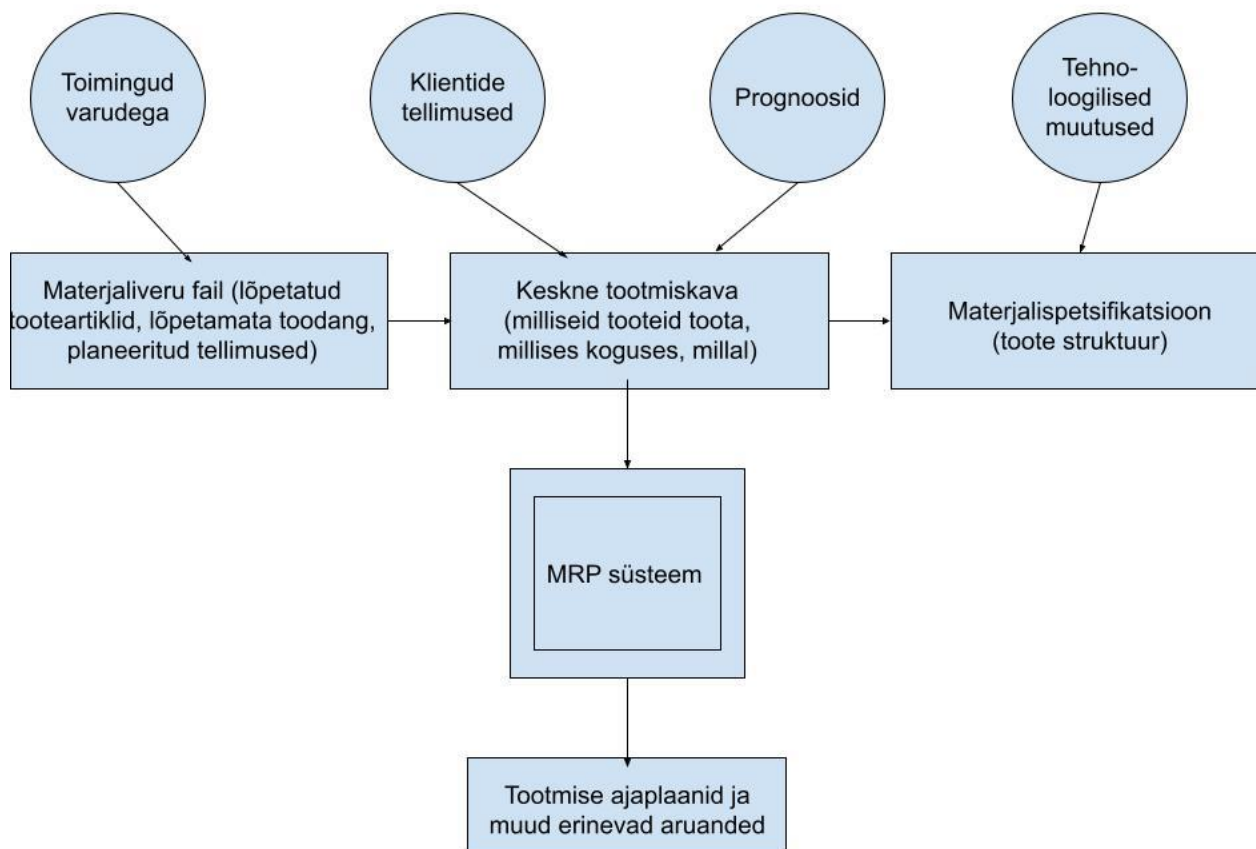 Toimingud
varudega
Klientide
tellimused
Prognoosid
Tehno-
loogilised
muutused
Materjaliveru fail (lõpetatud
tooteartiklid, lõpetamata toodang,
planeeritud tellimused)
Keskne tootmiskava
(milliseid tooteid toota,
millises koguses, millal)
Materjalispetsifikatsioon
(toote struktuur)
MRP süsteem
Tootmise ajaplaanid ja
muud erinevad aruanded